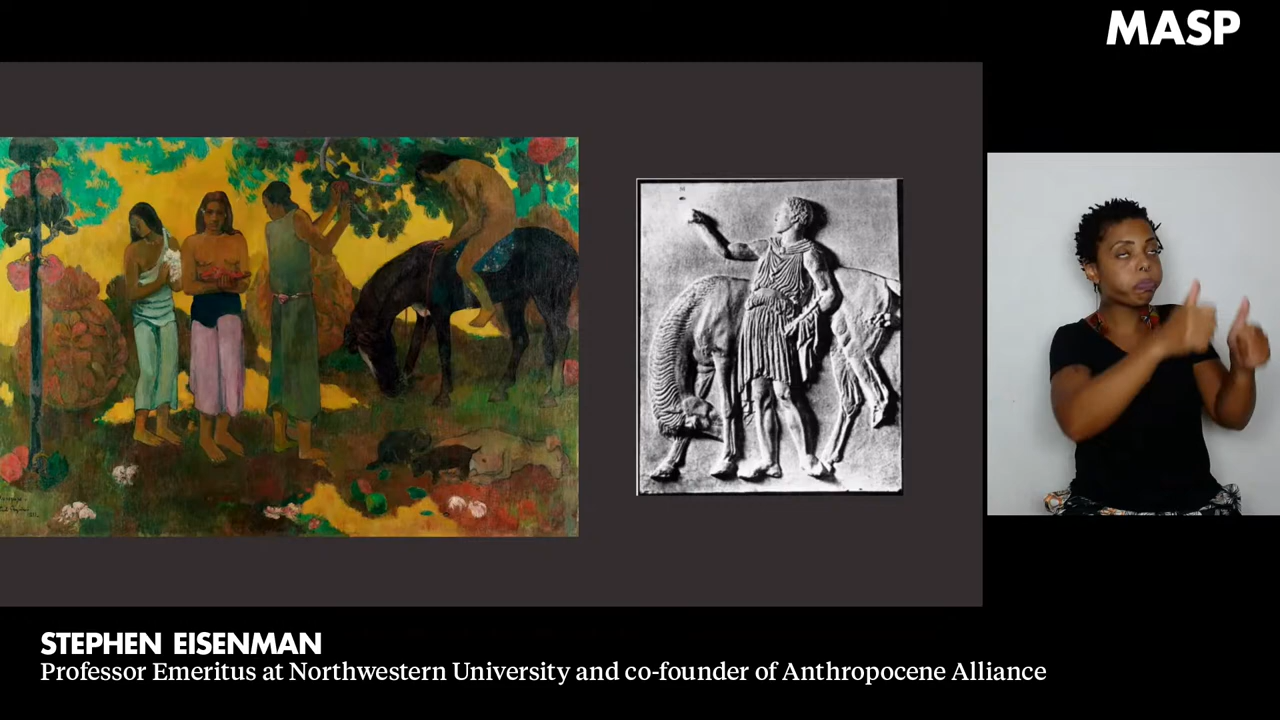 MASP
STEPHEN EISENMAN
Professor Emeritus at Northwestern University and co-founder of Anthropocene Alliance